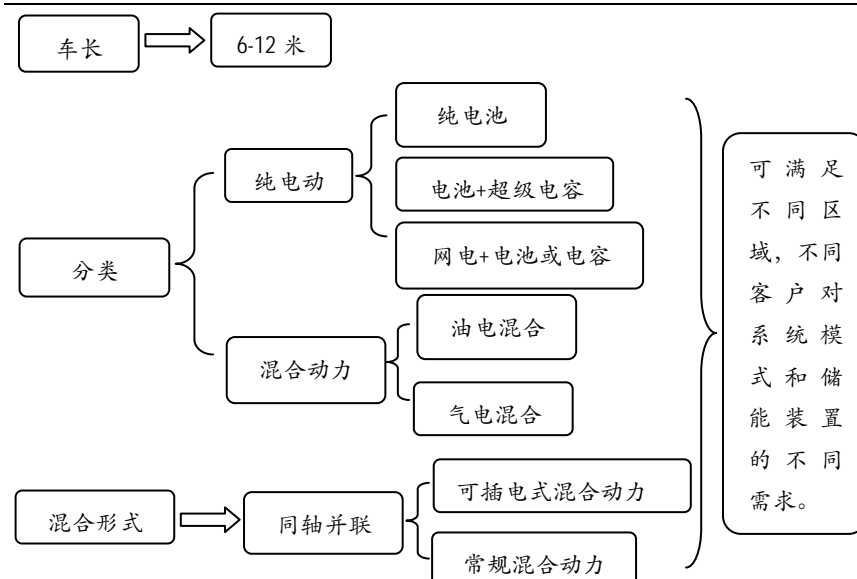 车长
6-12 米
纯电池
纯电动
电池+超级电容
网电+电池或电容
分类
油电混合
混合动力
气电混合
可插电式混合动力
混合形式
同轴并联
常规混合动力
可满足
不同区
域，不同
客户对
系统模
式和储
能装置
的不同
需求。